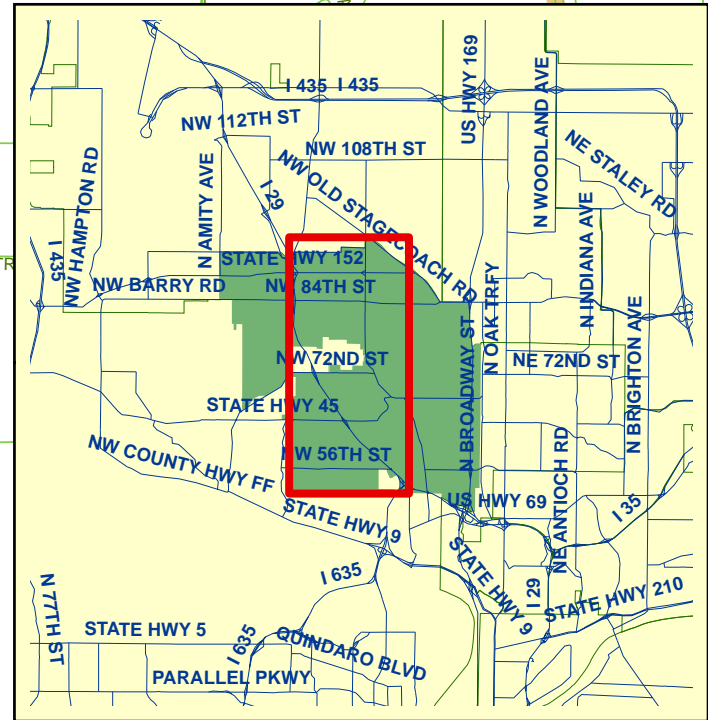 I 435 I 435
US HWY 169
N WOODLAND AVE
NW 112TH ST
NW 108TH ST
NE STALEY RD
NW HAMPTON RD
N AMITY AVE
I 29
NW OLD STAGECOACH RD
I 435
STATE HWY 152
N INDIANA AVE
NW BARRY RD
NW 84TH ST
N OAK TRFY
N BROADWAY ST
N BRIGHTON AVE
NW 72ND ST
NE 72ND ST
STATE HWY 45
NW COUNTY HWY FF
NW 56TH ST
NE ANTIOCH RD
US HWY 69
I 35
STATE HWY 9
STATE HWY 9
I 29
STATE HWY 210
I 635
N 77TH ST
STATE HWY 5
I 635
QUINDARO BLVD
PARALLEL PKWY